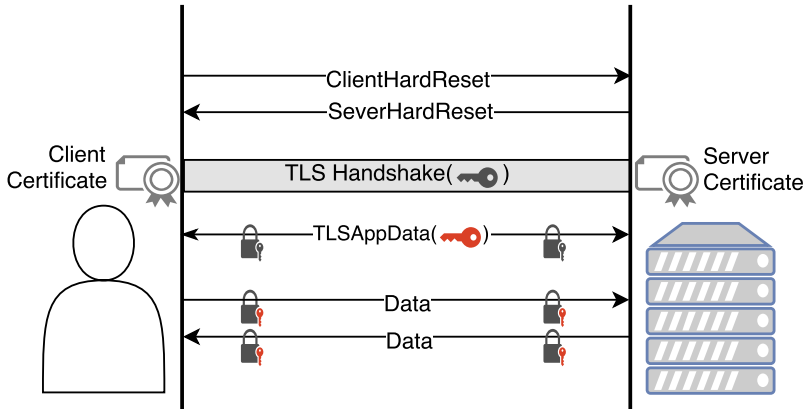 ClientHardReset
SeverHardReset
Client
Certificate
TLS Handshake( )
Server
Certificate
TLSAppData( )
Data
Data